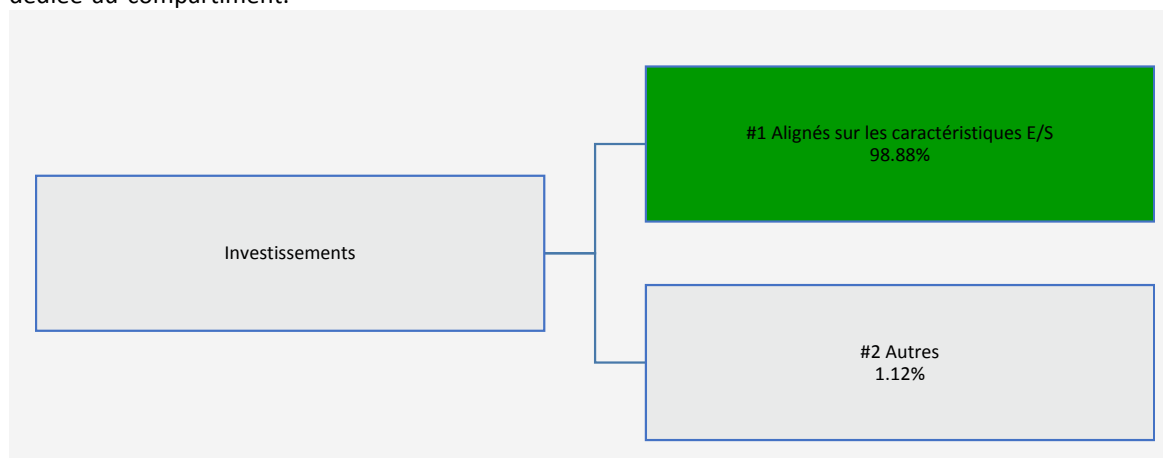 dédiée au compartiment.
#1 Alignés sur les caractéristiques E/S
98.88%
Investissements
#2 Autres
1.12%